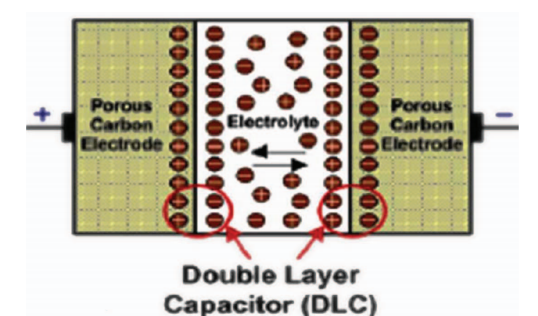 Porous
Carbon
Electrode
Electrolyte
Porous
Carbon
Electrode
+
−
Double Layer
Capacitor (DLC)